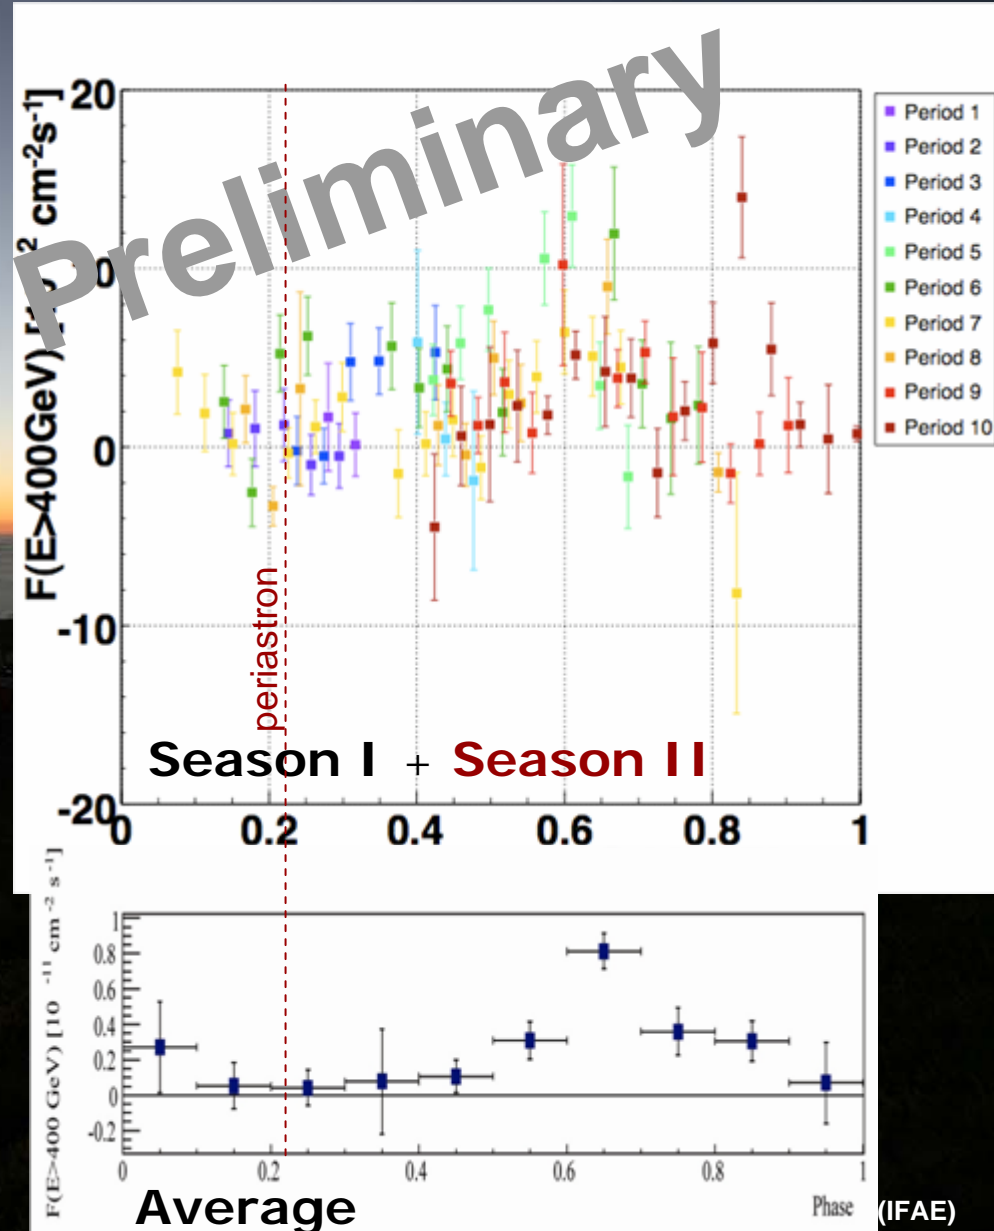 Preliminary
F(E>400GeV) [10 2 cm-2s-1]
20
0
-10
-20
0 0.2 0.4 0.6 0.8 1
periastron
Season I + Season II
Period 1
Period 2
Period 3
Period 4
Period 5
Period 6
Period 7
Period 8
Period 9
Period 10
F(E>400 GeV) [10 -11 cm -2 s -1]
1
0.8
0.6
0.4
0.2
0
-0.2
0 0.2 0.4 0.6 0.8 1
Average
Phase
(IFAE)